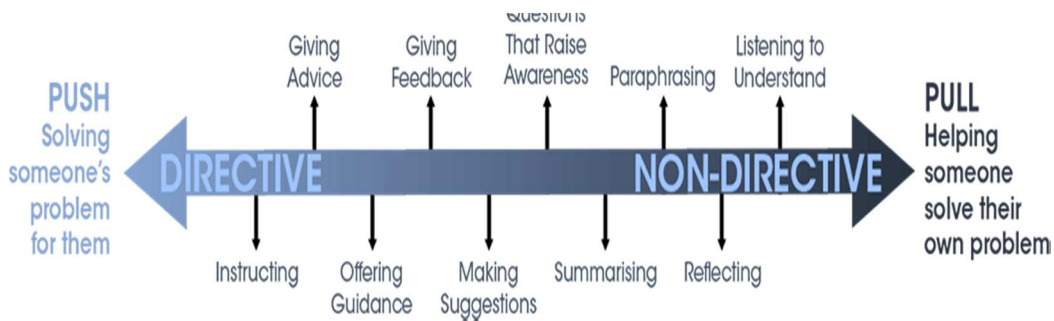 Questions
Giving
Advice
Giving
Feedback
That Raise
Awareness
Paraphrasing
Listening to
Understand
PUSH
Solving
someone's
problem
for them
DIRECTIVE
NON-DIRECTIVE
PULL
Helping
someone
solve their
own problem
Instructing
Offering
Guidance
Making
Suggestions
Summarising
Reflecting